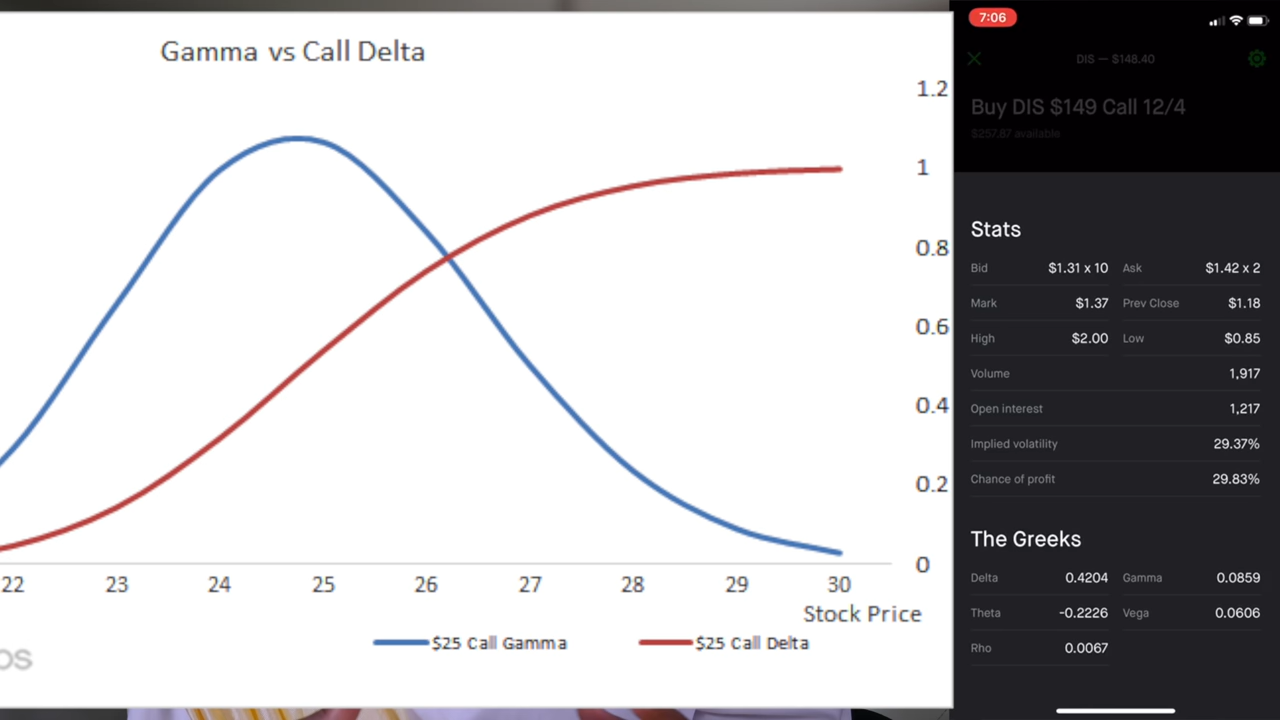 Gamma vs Call Delta
1.2
1
0.8
0.6
0.4
0.2
0
22 23 24 25 26 27 28 29 30
Stock Price
$25 Call Gamma $25 Call Delta
os
7:06
DIS — $148.40
Buy DIS $149 Call 12/4
$257.87 available
Stats
Bid $1.31 x 10 Ask $1.42 x 2
Mark $1.37 Prev Close $1.18
High $2.00 Low $0.85
Volume 1,917
Open interest 1,217
Implied volatility 29.37%
Chance of profit 29.83%
The Greeks
Delta 0.4204 Gamma 0.0859
Theta -0.2226 Vega 0.0606
Rho 0.0067